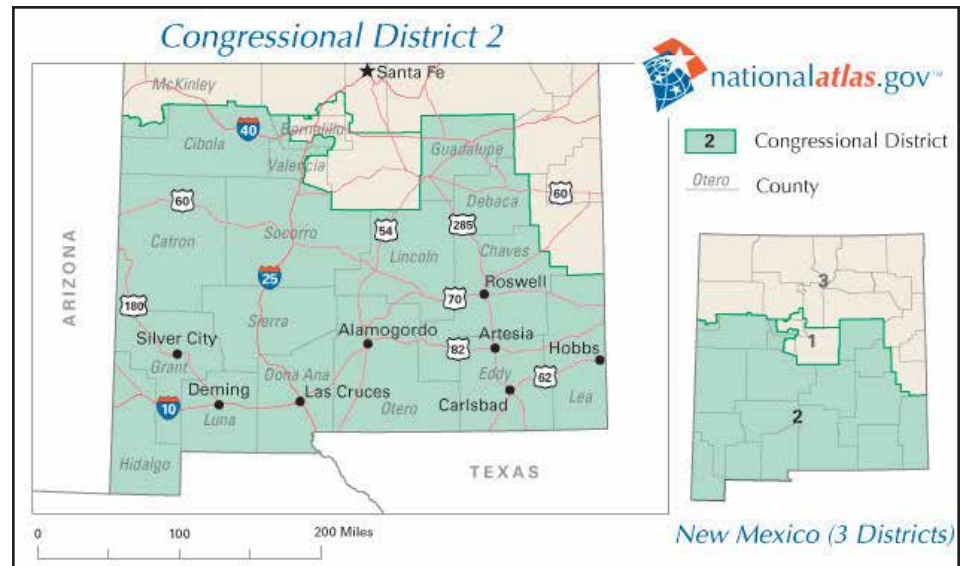 Congressional District 2
nationalatlas.gov™
Santa Fe
McKinley
40
Bernalillo
Cibola
Valencia
Guadalupe
2 Congressional District
Otero County
60
Debaca
60
54
285
Catron
Socorro
Lincoln
Chaves
ARIZONA
25
Roswell
70
180
Sierra
Silver City
Alamogordo
82
Artesia
Hobbs
Grant
Dona Ana
Eddy
62
Deming
Las Cruces
Carlsbad
Lea
10
Luna
Otero
Hidalgo
TEXAS
3
1
2
0 100 200 Miles
New Mexico (3 Districts)